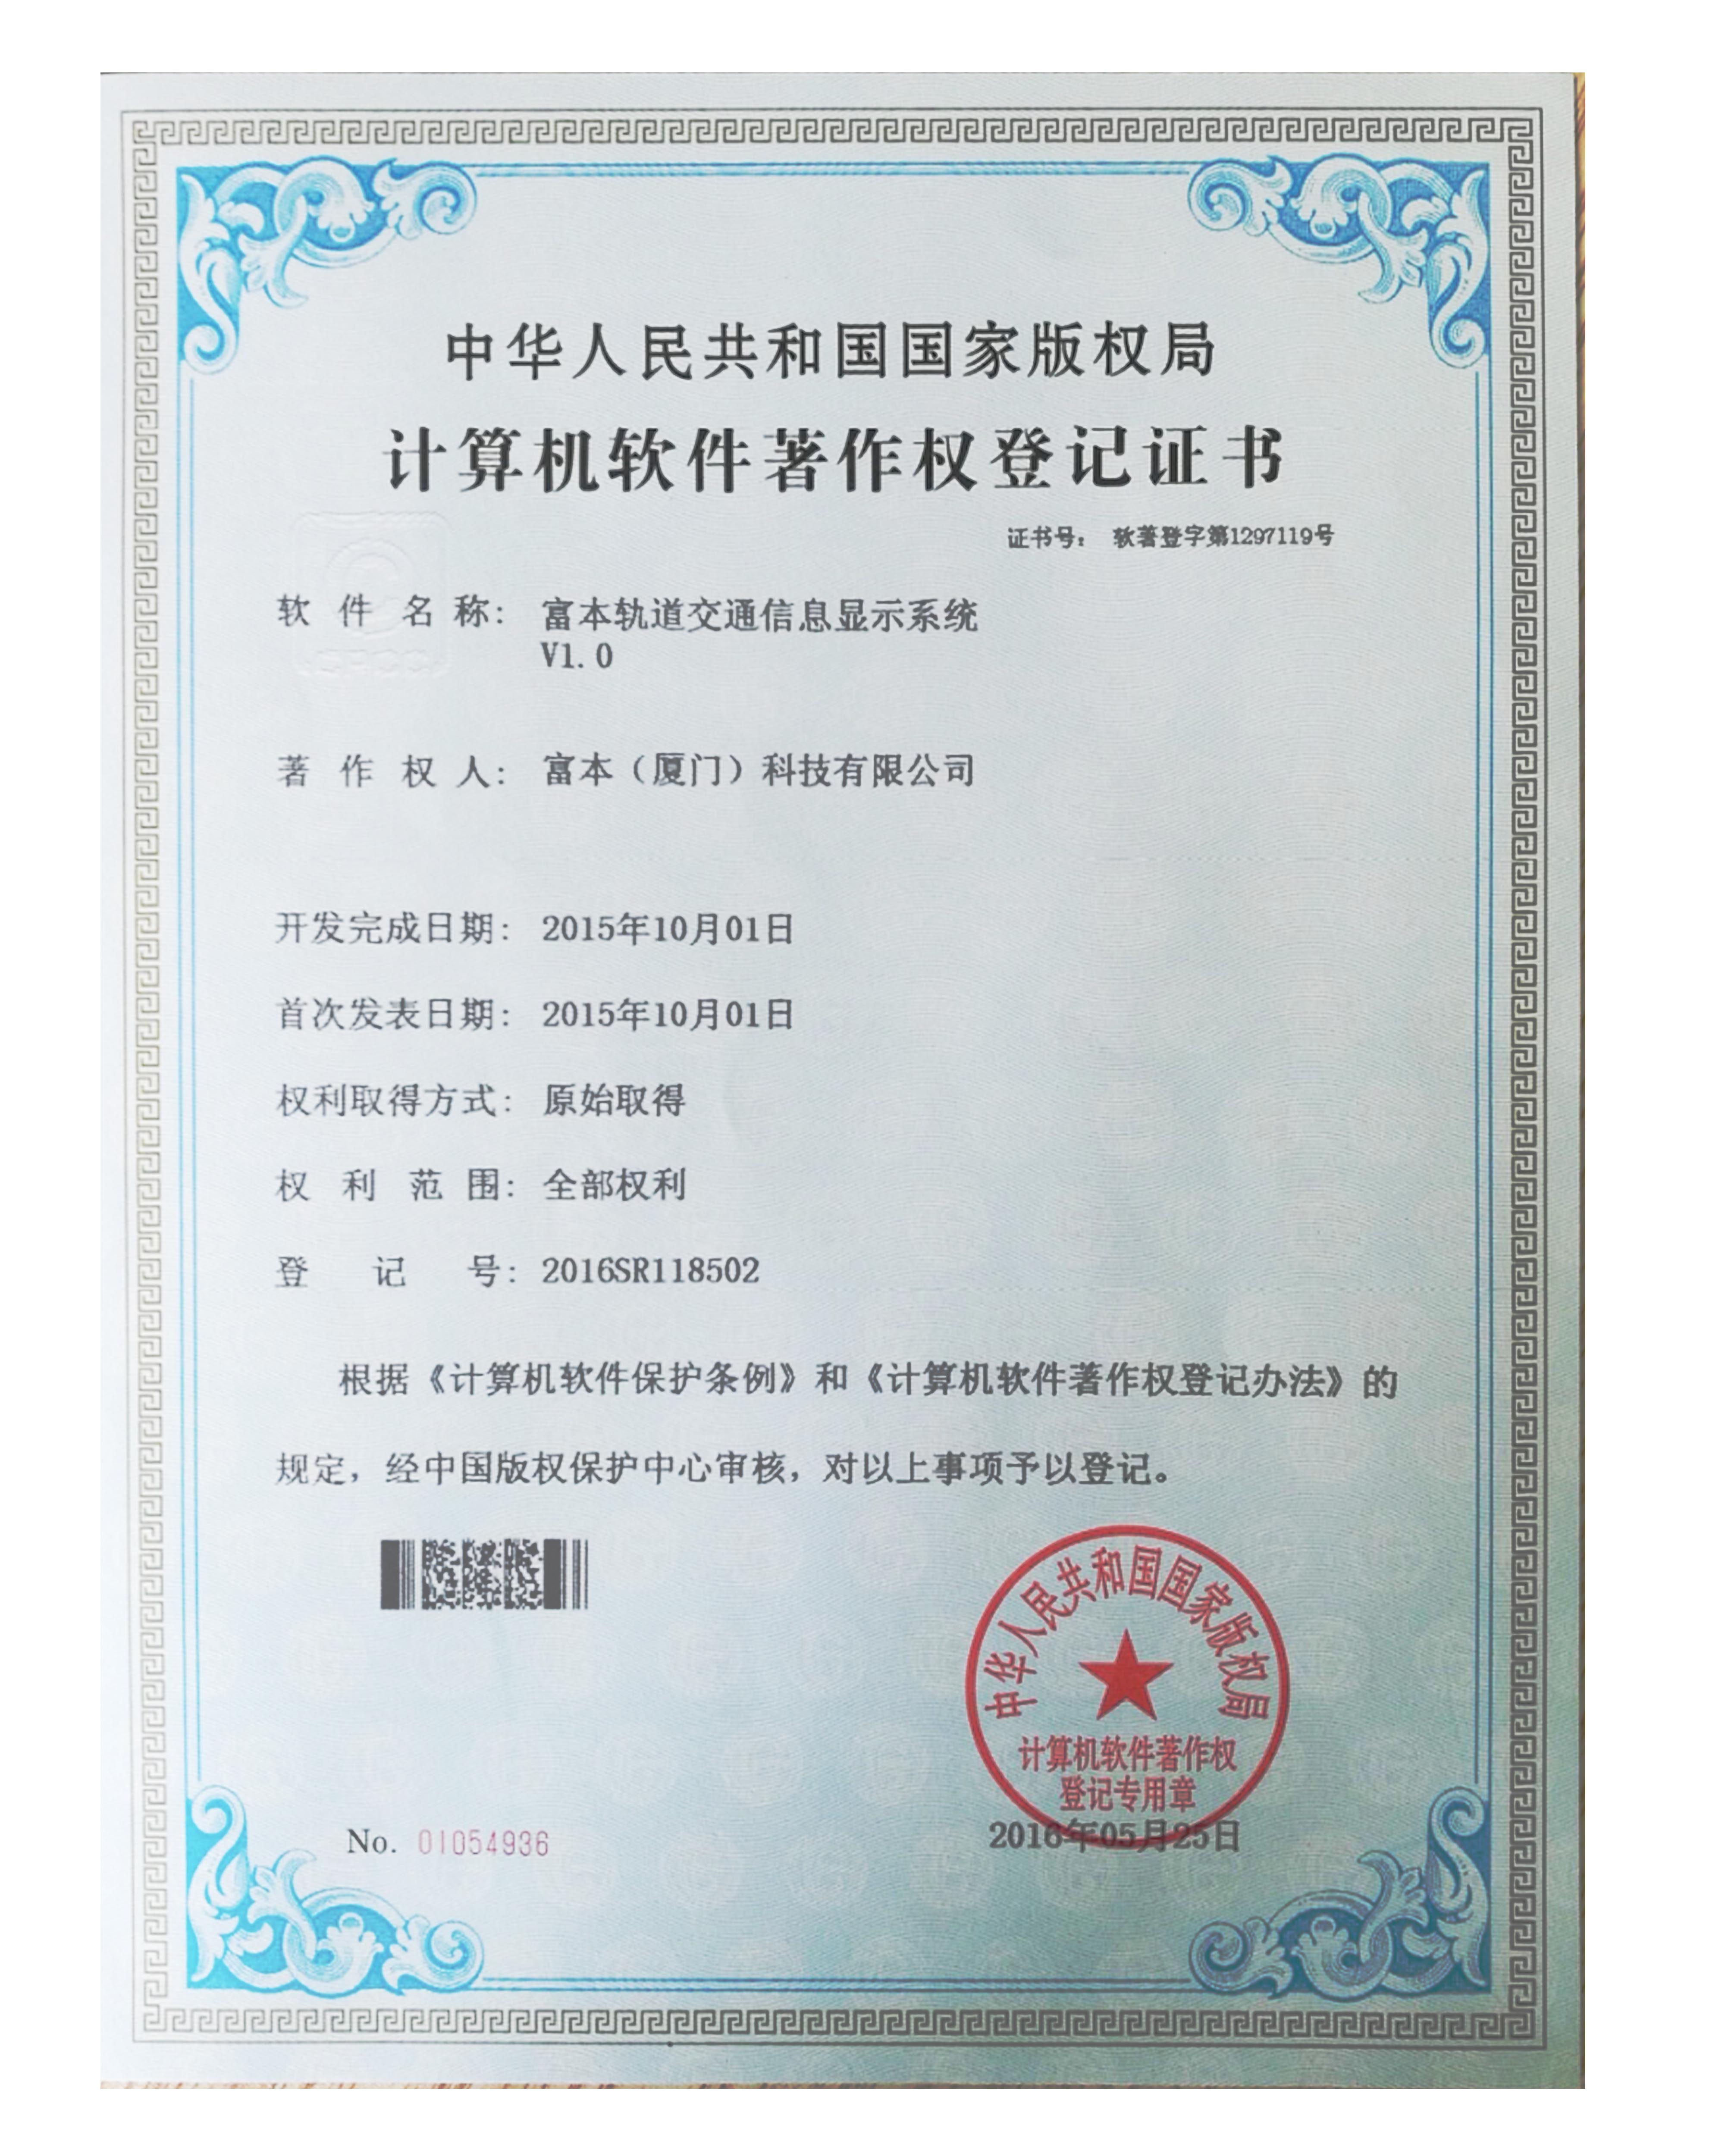 中华人民共和国国家版权局
计算机软件著作权登记证书
证书号： 软著登字第1297119号
软件名称： 富本轨道交通信息显示系统
V1.0
著作权人： 富本（厦门）科技有限公司
开发完成日期： 2015年10月01日
首次发表日期： 2015年10月01日
权利取得方式： 原始取得
权利范围： 全部权利
登记号： 2016SR118502
根据《计算机软件保护条例》和《计算机软件著作权登记办法》的
规定，经中国版权保护中心审核，对以上事项予以登记。
中华人民共和国国家版权局
计算机软件著作权
登记专用章
No. 01054936
2016年05月25日